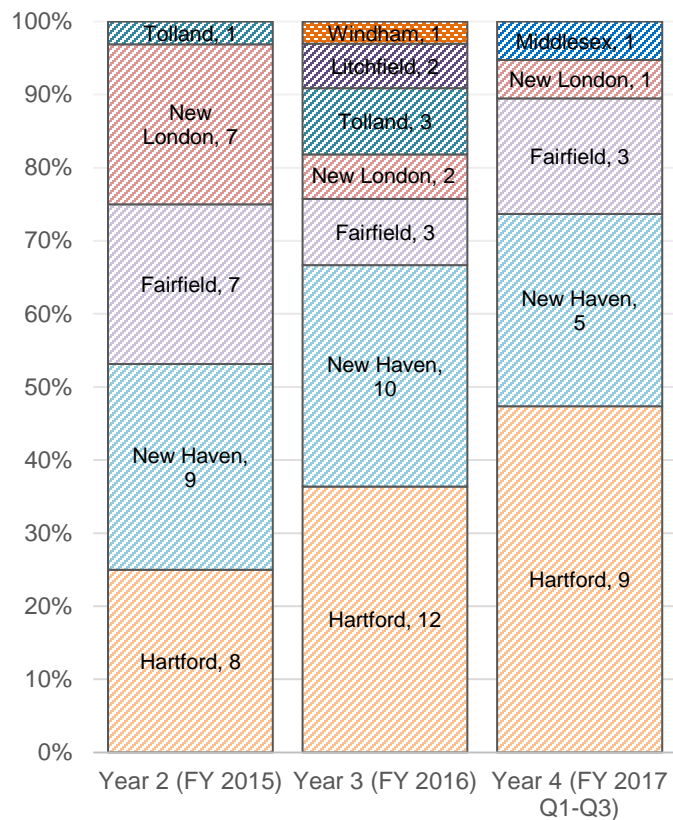 100%
90%
80%
70%
60%
50%
40%
30%
20%
10%
0%
Tolland, 1
New
London, 7
Fairfield, 7
New Haven,
9
Hartford, 8
Windham, 1
Litchfield, 2
Tolland, 3
New London, 2
Fairfield, 3
New Haven,
10
Hartford, 12
Middlesex, 1
New London, 1
Fairfield, 3
New Haven,
5
Hartford, 9
Year 2 (FY 2015)
Year 3 (FY 2016)
Year 4 (FY 2017
Q1-Q3)